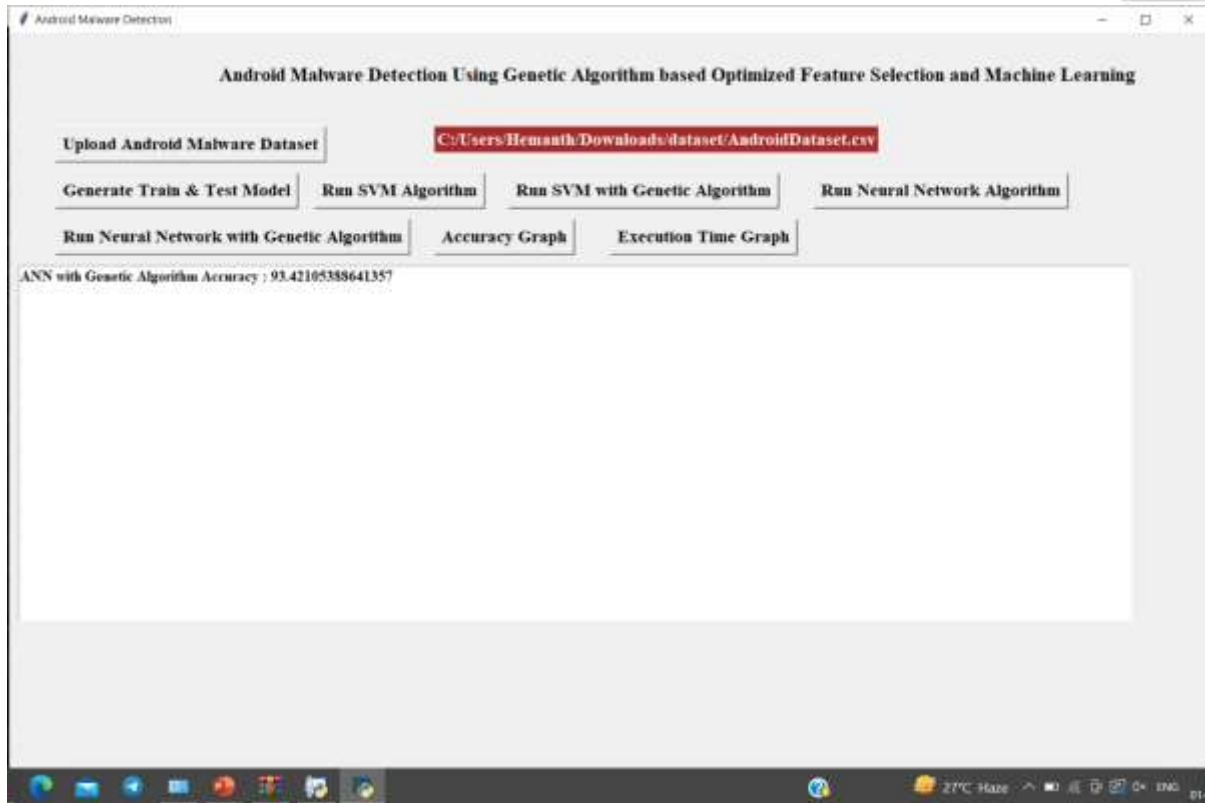 Android Malware Detection
Android Malware Detection Using Genetic Algorithm based Optimized Feature Selection and Machine Learning
Upload Android Malware Dataset
C:/Users/Hemanth/Downloads/dataset/AndroidDataset.csv
Generate Train & Test Model Run SVM Algorithm Run SVM with Genetic Algorithm Run Neural Network Algorithm
Run Neural Network with Genetic Algorithm Accuracy Graph Execution Time Graph
ANN with Genetic Algorithm Accuracy : 93.42105388641357
27°C Haze ENG